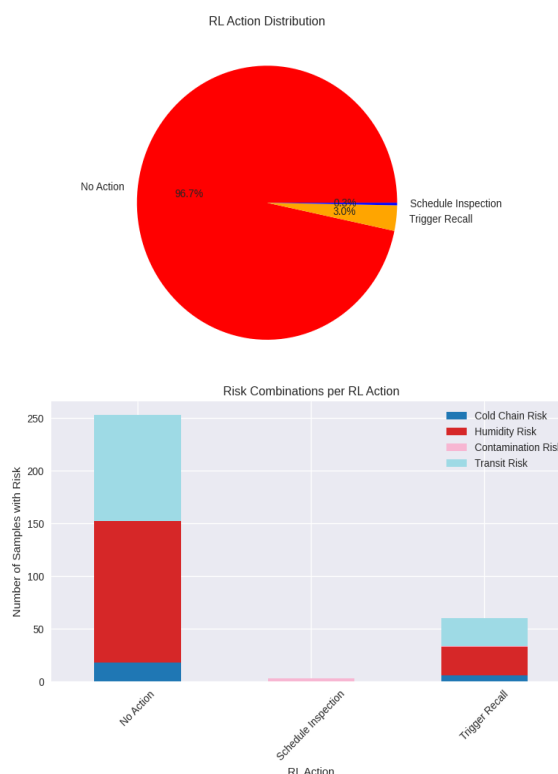 RL Action Distribution
No Action
96.7%
0.3%
3.0%
Schedule Inspection
Trigger Recall
Risk Combinations per RL Action
Cold Chain Risk
Humidity Risk
Contamination Risk
Transit Risk
Number of Samples with Risk
250
200
150
100
50
0
No Action
Schedule Inspection
Trigger Recall
RL Action